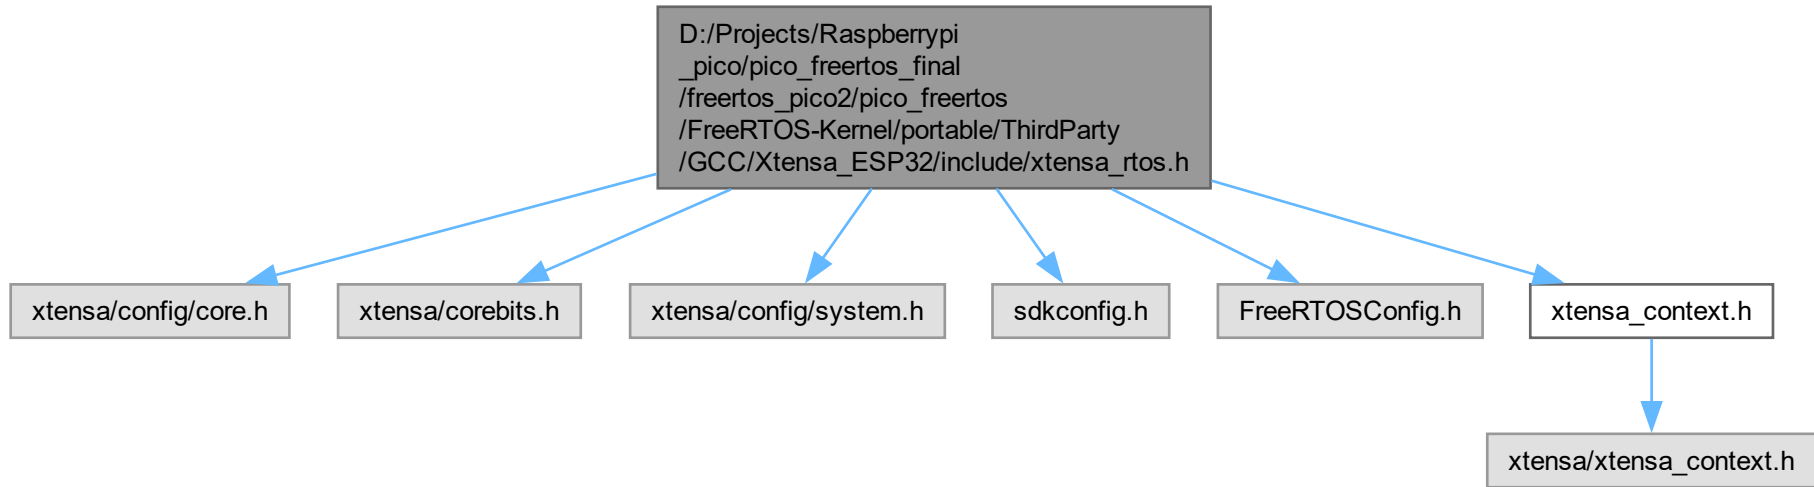 D:/Projects/Raspberrypi
_pico/pico_freertos_final
/freertos_pico2/pico_freertos
/FreeRTOS-Kernel/portable/ThirdParty
/GCC/Xtensa_ESP32/include/xtensa_rtos.h
xtensa/config/core.h
xtensa/corebits.h
xtensa/config/system.h
sdkconfig.h
FreeRTOSConfig.h
xtensa_context.h
xtensa/xtensa_context.h